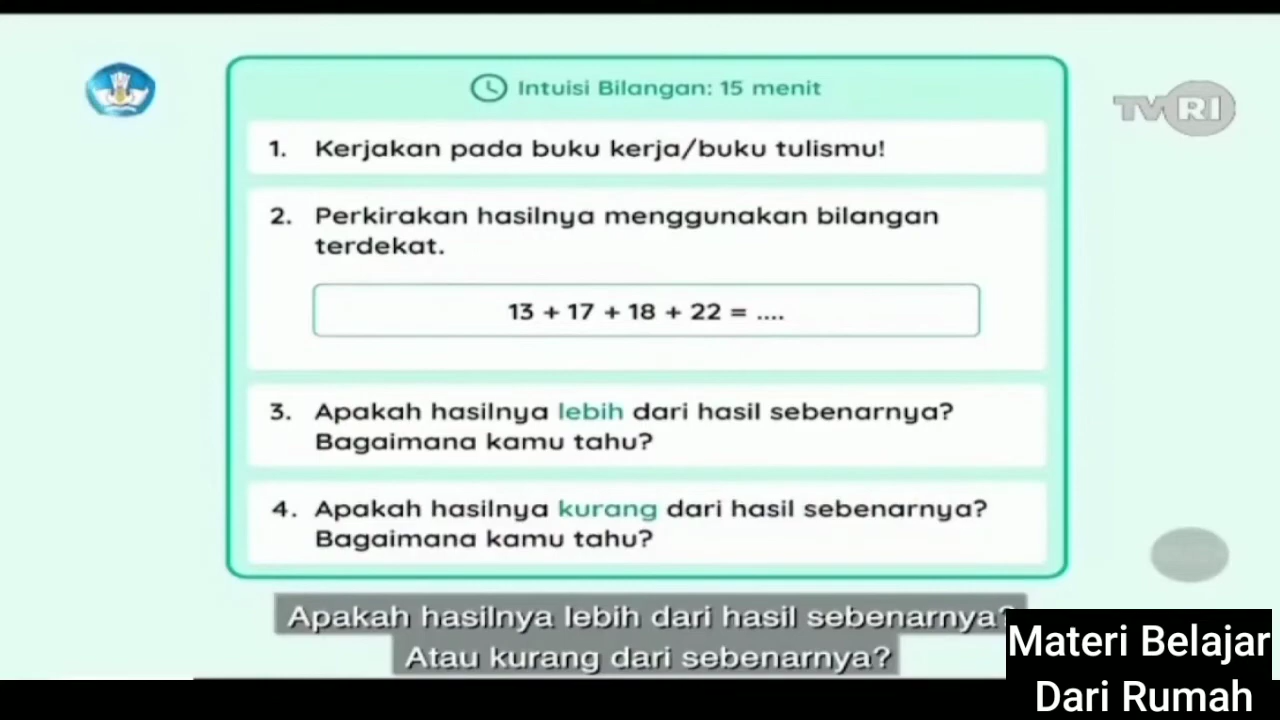 Intuisi Bilangan: 15 menit
TVRI
1. Kerjakan pada buku kerja/buku tulismu!
2. Perkirakan hasilnya menggunakan bilangan
terdekat.
13 + 17 + 18 + 22 = ....
3. Apakah hasilnya lebih dari hasil sebenarnya?
Bagaimana kamu tahu?
4. Apakah hasilnya kurang dari hasil sebenarnya?
Bagaimana kamu tahu?
Apakah hasilnya lebih dari hasil sebenarnya?
Atau kurang dari sebenarnya?
Materi Belajar
Dari Rumah